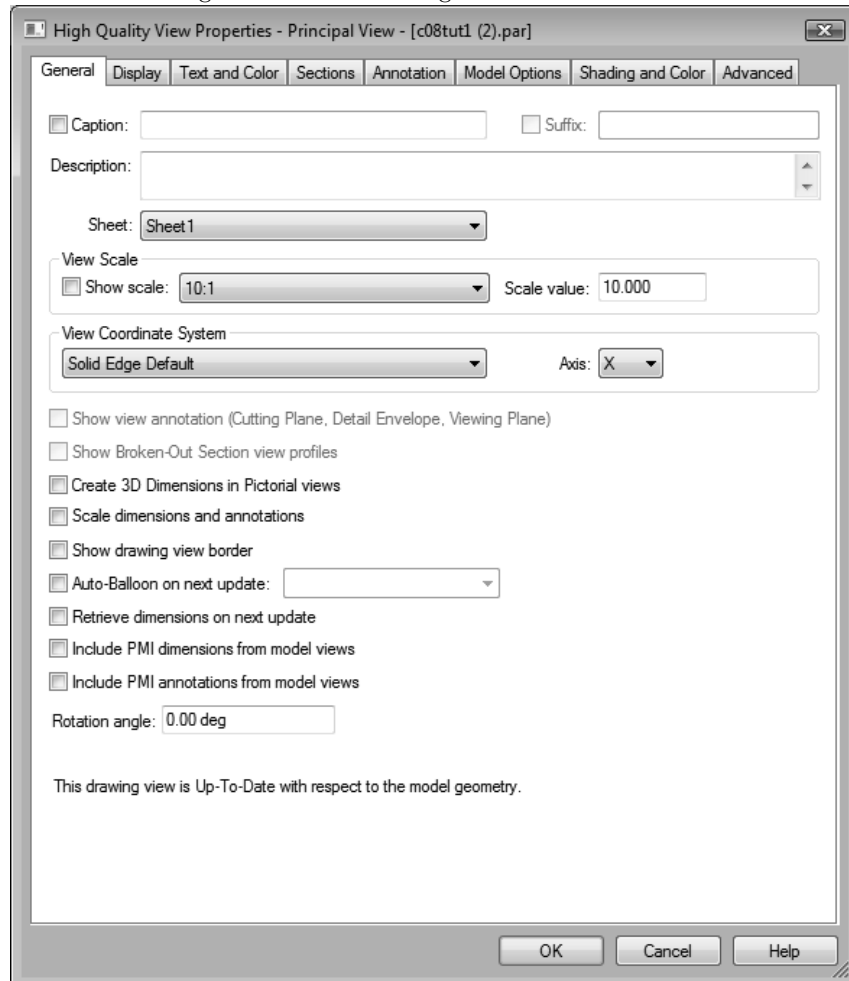 High Quality View Properties - Principal View - [c08tut1 (2).par]
General Display Text and Color Sections Annotation Model Options Shading and Color Advanced
Caption: Suffix:
Description:
Sheet: Sheet1
View Scale
Show scale: 10:1 Scale value: 10.000
View Coordinate System
Solid Edge Default Axis: X
Show view annotation (Cutting Plane, Detail Envelope, Viewing Plane)
Show Broken-Out Section view profiles
Create 3D Dimensions in Pictorial views
Scale dimensions and annotations
Show drawing view border
Auto-Balloon on next update:
Retrieve dimensions on next update
Include PMI dimensions from model views
Include PMI annotations from model views
Rotation angle: 0.00 deg
This drawing view is Up-To-Date with respect to the model geometry.
OK Cancel Help